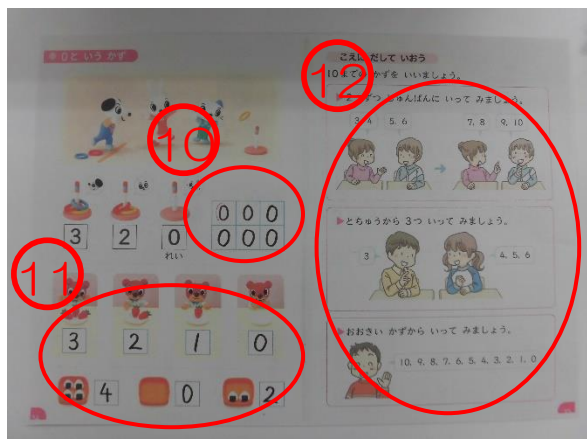 0と いう かず
10
3
2
0
れい
0 0 0
0 0 0
11
3
2
1
0
4
0
2
12
こえに だして いおう
10までの かずを いいましょう。
ずつ じゅんばんに いって みましょう。
3, 4
5, 6
7, 8
9, 10
とちゅうから 3つ いって みましょう。
3
4, 5, 6
おおきい かずから いって みましょう。
10, 9, 8, 7, 6, 5, 4, 3, 2, 1, 0